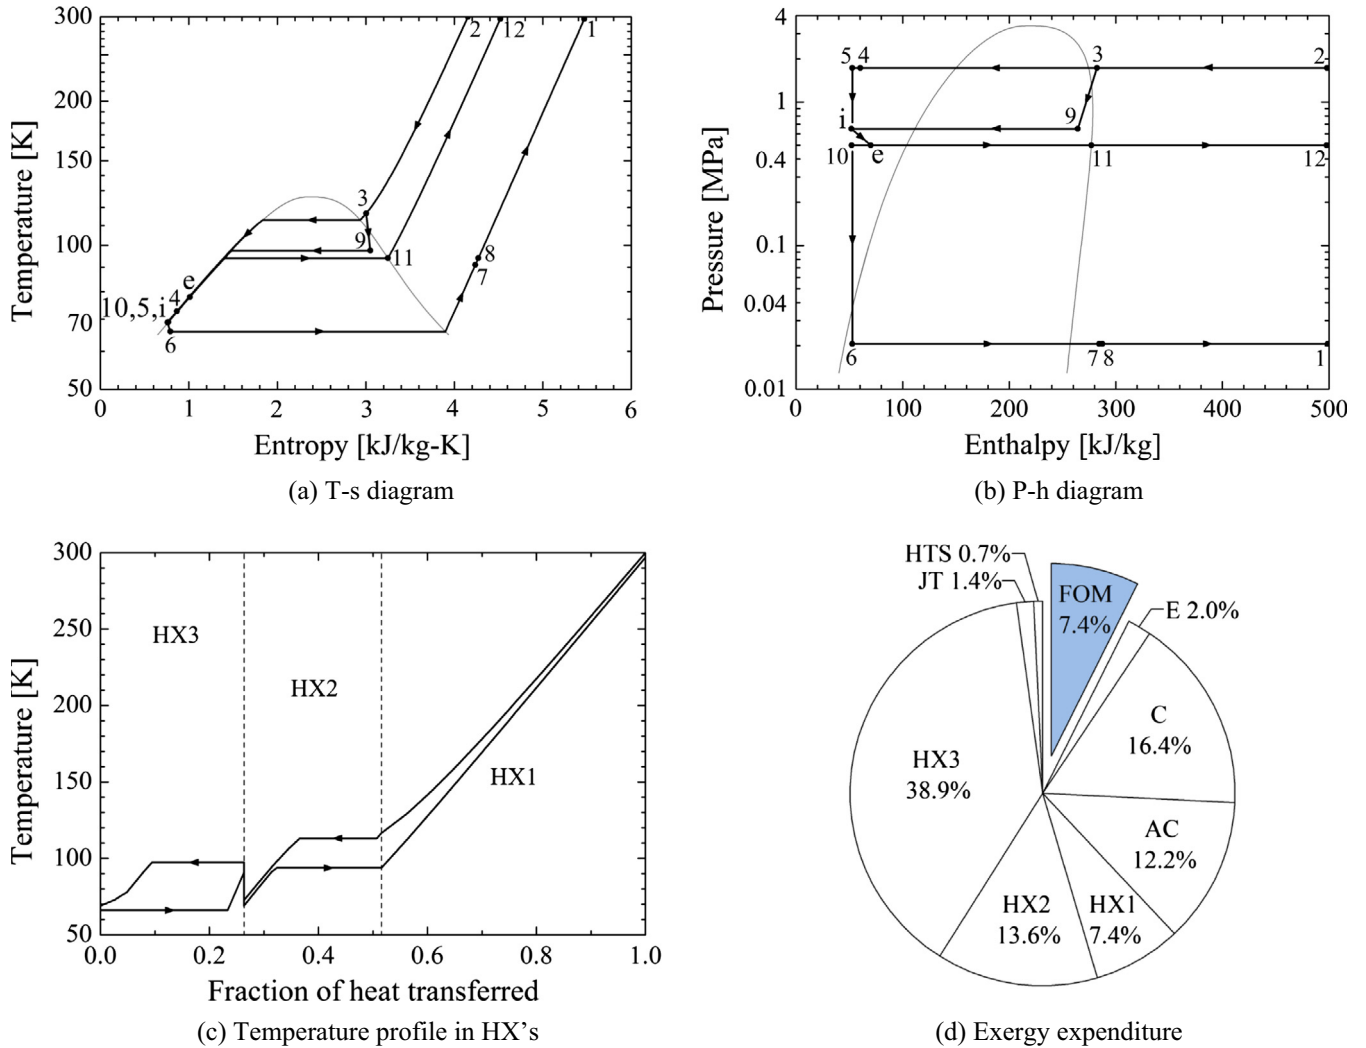 300
200
150
100
70
50
Temperature [K]
2
12
1
3
9
11
8
7
e
10,5,i
4
6
0 1 2 3 4 5 6
Entropy [kJ/kg-K]
(a) T-s diagram
4
1
0.4
0.1
0.04
0.01
Pressure [MPa]
5 4
3
2
i
9
10
e
11
12
6
7
8
1
0 100 200 300 400 500
Enthalpy [kJ/kg]
(b) P-h diagram
300
250
200
150
100
50
Temperature [K]
HX3
HX2
HX1
0.0 0.2 0.4 0.6 0.8 1.0
Fraction of heat transferred
(c) Temperature profile in HX's
HTS 0.7%
JT 1.4%
FOM
7.4%
E 2.0%
C
16.4%
AC
12.2%
HX1
7.4%
HX2
13.6%
HX3
38.9%
(d) Exergy expenditure